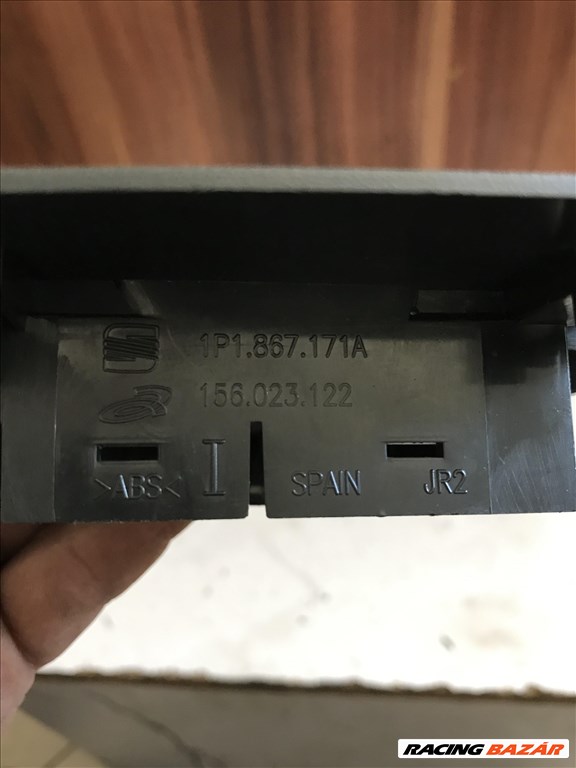 1P1.867.171A
156.023.122
>ABS< I SPAIN JR2
RACING BAZÁR